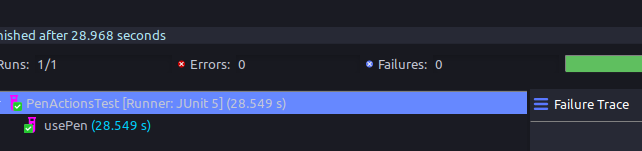 nished after 28.968 seconds
Runs: 1/1 Errors: 0 Failures: 0
PenActionsTest [Runner: JUnit 5] (28.549 s)
Failure Trace
usePen (28.549 s)